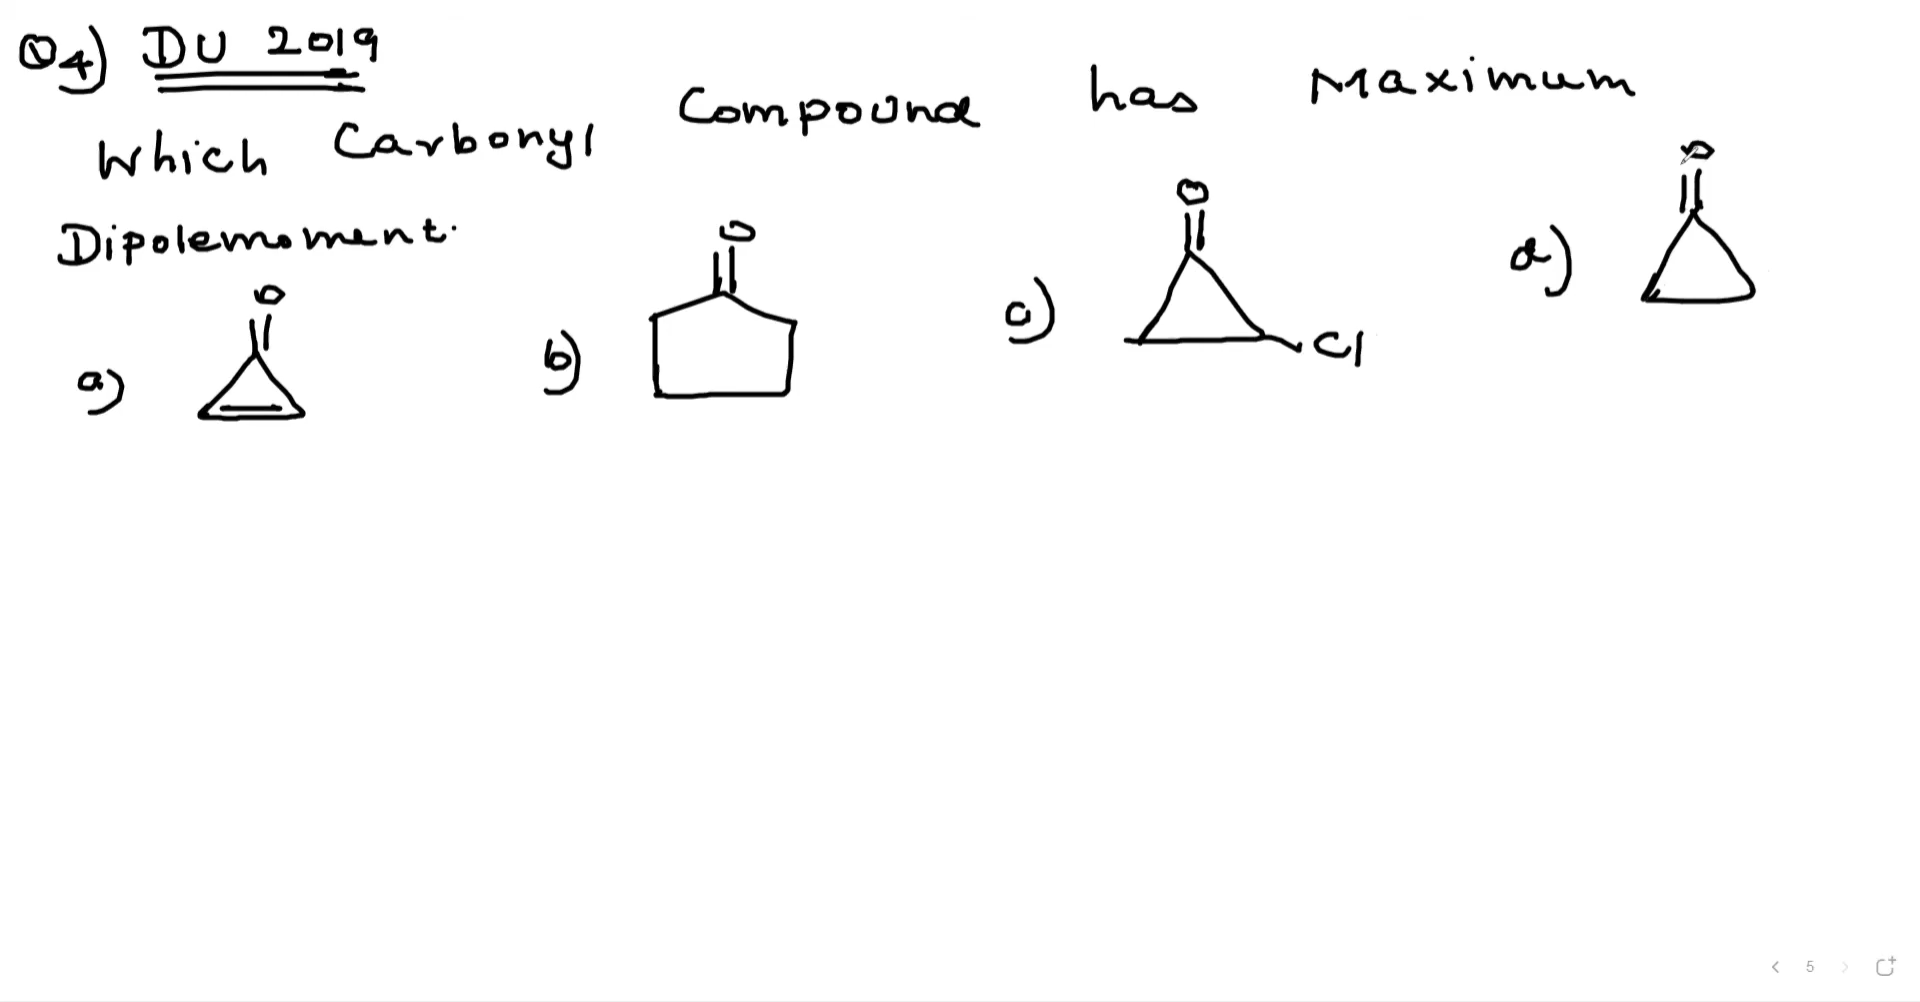 Q4) DU 2019
Which Carbonyl Compound has Maximum
Dipolemoment.
a) O
b) O
c) O Cl
d) O
5